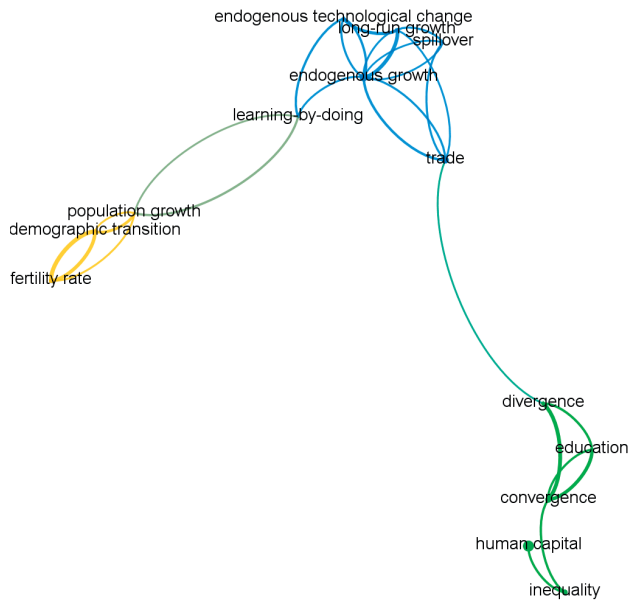 endogenous technological change
long-run growth
spillover
endogenous growth
learning-by-doing
trade
population growth
demographic transition
fertility rate
divergence
education
convergence
human capital
inequality